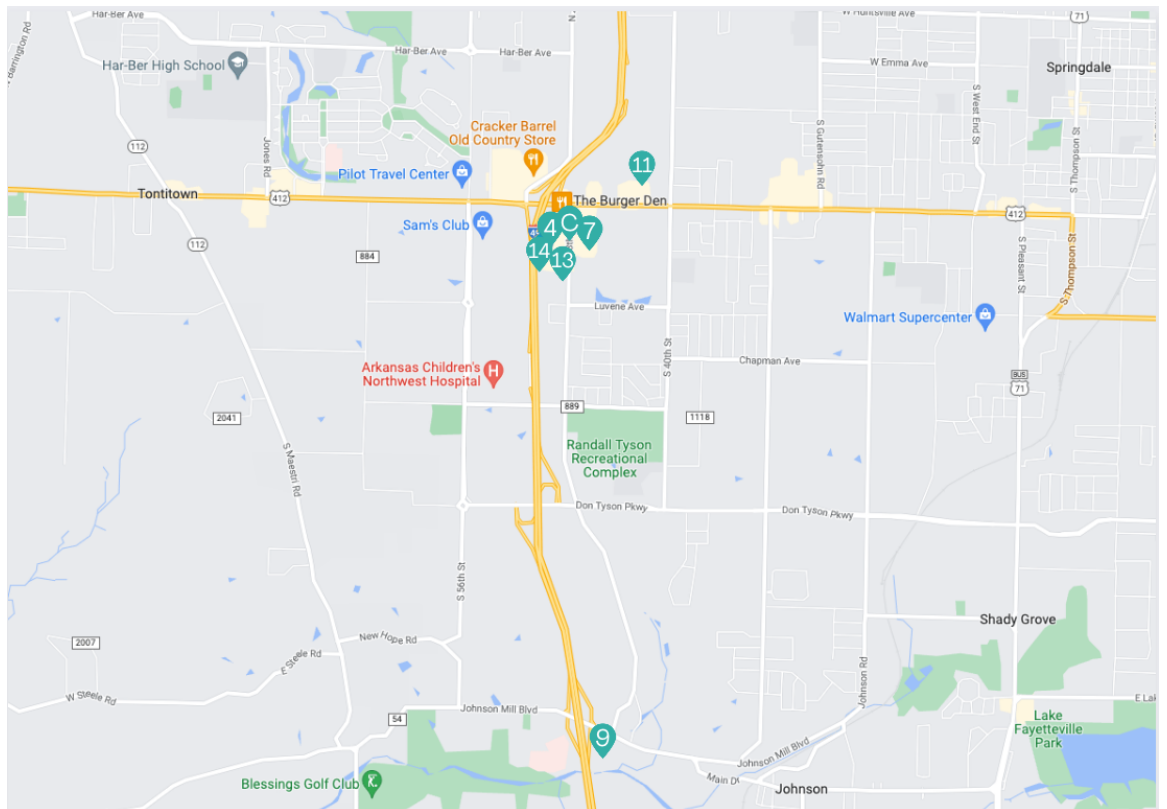 Har-Ber Ave
N
W Huntsville Ave
71
N Barrington Rd
Har-Ber Ave
Har-Ber Ave
Har-Ber High School
W Emma Ave
Springdale
S West End St
S Gutensohn Rd
S Thompson St
112
Jones Rd
Cracker Barrel
Old Country Store
Pilot Travel Center
11
Tontitown
412
The Burger Den
412
Sam's Club
4
C
7
112
884
14
13
S Pleasant St
S Thompson St
Luvene Ave
Walmart Supercenter
S 40th St
Chapman Ave
Arkansas Children's
Northwest Hospital
BUS
71
2041
889
1118
S Maestri Rd
Randall Tyson
Recreational
Complex
Don Tyson Pkwy
Don Tyson Pkwy
S 56th St
Shady Grove
2007
New Hope Rd
E Steele Rd
Johnson Rd
W Steele Rd
Johnson Mill Blvd
54
9
E Lak
Lake
Fayetteville
Park
Johnson Mill Blvd
Main Dr
Blessings Golf Club
Johnson